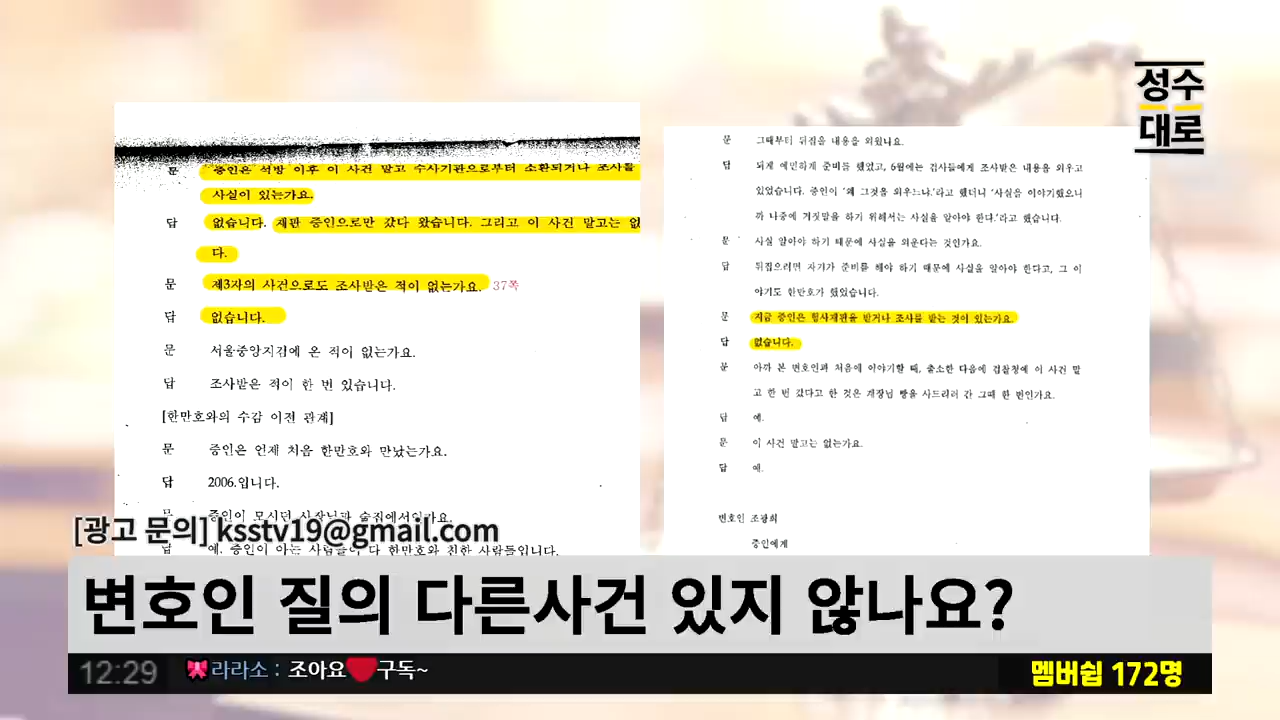 성수
대로
문 증인은 석방 이후 이 사건 말고 수사기관으로부터 소환되거나 조사를
사실이 있는가요.
답 없습니다. 재판 증인으로만 갔다 왔습니다. 그리고 이 사건 말고는 없
다.
문 제3자의 사건으로도 조사받은 적이 없는가요. 37쪽
답 없습니다.
문 서울중앙지검에 온 적이 없는가요.
답 조사받은 적이 한 번 있습니다.
[한만호와의 수감 이전 관계]
문 증인은 언제 처음 한만호와 만났는가요.
답 2006.입니다.
문 증인이 모시던 사장님과 술집에서인가요.
답 예. 증인이 아는 사람들이 다 한만호와 친한 사람들입니다.
문 그때부터 뒤집을 내용을 외웠나요.
답 되게 예민하게 준비를 했었고, 6월에는 검사들에게 조사받은 내용을 외우고
있었습니다. 증인이 '왜 그것을 외우느냐.'라고 했더니 '사실을 이야기했으니
까 나중에 거짓말을 하기 위해서는 사실을 알아야 한다.'라고 했습니다.
문 사실 알아야 하기 때문에 사실을 외운다는 것인가요.
답 뒤집으려면 자기가 준비를 해야 하기 때문에 사실을 알아야 한다고, 그 이
야기도 한만호가 했었습니다.
문 지금 증인은 형사재판을 받거나 조사를 받는 것이 있는가요.
답 없습니다.
문 아까 본 변호인과 처음에 이야기할 때, 출소한 다음에 검찰청에 이 사건 말
고 한 번 갔다고 한 것은 계장님 빵을 사드리러 간 그때 한 번인가요.
답 예.
문 이 사건 말고는 없는가요.
답 예.
변호인 조광희
증인에게
[광고 문의] ksstv19@gmail.com
변호인 질의 다른사건 있지 않나요?
12:29 🎀라라소 : 조아요❤구독~ 멤버쉽 172명